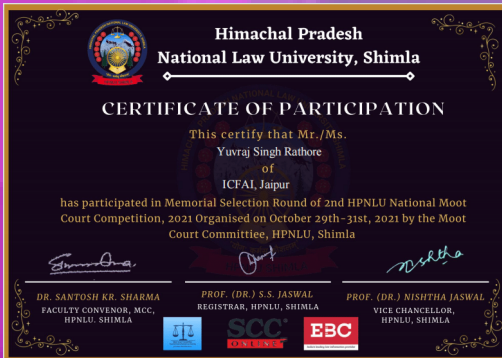 Himachal Pradesh
National Law University, Shimla
CERTIFICATE OF PARTICIPATION
This certify that Mr./Ms.
Yuvraj Singh Rathore
of
ICFAI, Jaipur
has participated in Memorial Selection Round of 2nd HPNLU National Moot
Court Competition, 2021 Organised on October 29th-31st, 2021 by the Moot
Court Committee, HPNLU, Shimla
Nishtha
DR. SANTOSH KR. SHARMA
FACULTY CONVENOR, MCC,
HPNLU. SHIMLA
PROF. (DR.) S.S. JASWAL
REGISTRAR, HPNLU, SHIMLA
PROF. (DR.) NISHTHA JASWAL
VICE CHANCELLOR,
HPNLU, SHIMLA
SCC
ONLINE
EBC